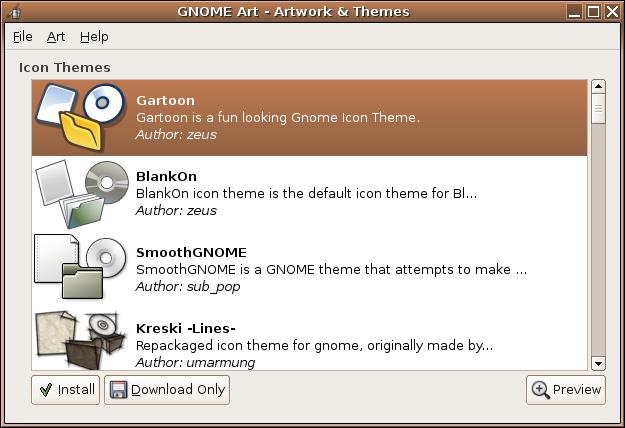 GNOME Art - Artwork & Themes
File Art Help
Icon Themes
Gartoon
Gartoon is a fun looking Gnome Icon Theme.
Author: zeus
BlankOn
BlankOn icon theme is the default icon theme for Bl...
Author: zeus
SmoothGNOME
SmoothGNOME is a GNOME theme that attempts to make ...
Author: sub_pop
Kreski -Lines-
Repackaged icon theme for gnome, originally made by...
Author: umarmung
Install Download Only Preview